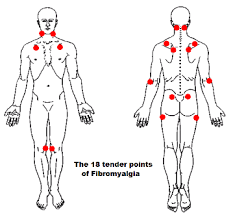 The 18 tender points
of Fibromyalgia